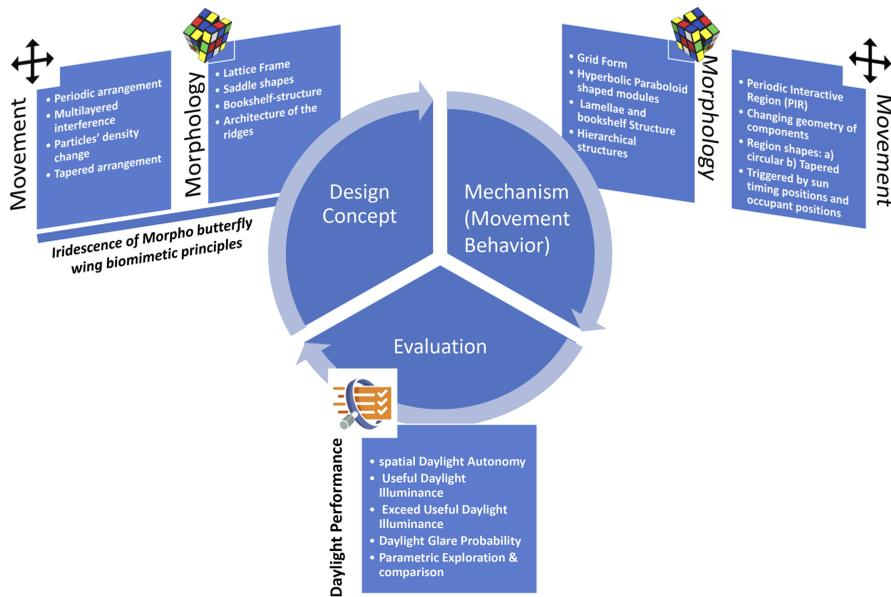 Movement
• Periodic arrangement
• Multilayered
interference
• Particles' density
change
• Tapered arrangement
Morphology
• Lattice Frame
• Saddle shapes
• Bookshelf-structure
• Architecture of the
ridges
Iridescence of Morpho butterfly
wing biomimetic principles
Design
Concept
Mechanism
(Movement
Behavior)
• Grid Form
• Hyperbolic Paraboloid
shaped modules
• Lamellae and
bookshelf Structure
• Hierarchical
structures
Morphology
• Periodic Interactive
Region (PIR)
• Changing geometry of
components
• Region shapes: a)
circular b) Tapered
• Triggered by sun
timing positions and
occupant positions
Movement
Evaluation
Daylight Performance
• spatial Daylight Autonomy
• Useful Daylight
Illuminance
• Exceed Useful Daylight
Illuminance
• Daylight Glare Probability
• Parametric Exploration &
comparison